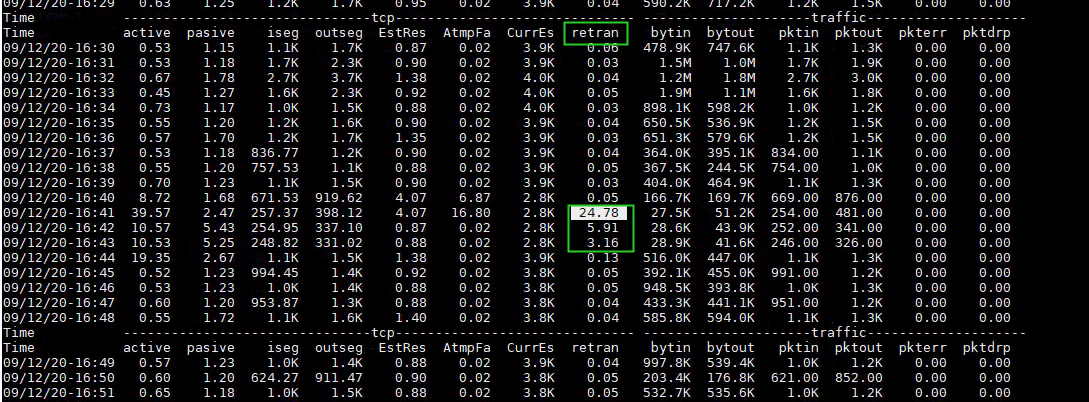 09/12/20-16:29 0.63 1.25 1.2K 1.7K 0.95 0.02 3.9K 0.04 590.2K 717.2K 1.2K 1.5K 0.00 0.00
Time -------------------------------tcp------------------------------ ------------------------traffic--------------------
Time active pasive iseg outseg EstRes AtmpFa CurrEs retran bytin bytout pktin pktout pkterr pktdrp
09/12/20-16:30 0.53 1.15 1.1K 1.7K 0.87 0.02 3.9K 0.06 478.9K 747.6K 1.1K 1.3K 0.00 0.00
09/12/20-16:31 0.53 1.18 1.7K 2.3K 0.90 0.02 3.9K 0.03 1.5M 1.0M 1.7K 1.9K 0.00 0.00
09/12/20-16:32 0.67 1.78 2.7K 3.7K 1.38 0.02 4.0K 0.04 1.2M 1.8M 2.7K 3.0K 0.00 0.00
09/12/20-16:33 0.45 1.27 1.6K 2.3K 0.92 0.02 4.0K 0.05 1.9M 1.1M 1.6K 1.8K 0.00 0.00
09/12/20-16:34 0.73 1.17 1.0K 1.5K 0.88 0.02 4.0K 0.03 898.1K 598.2K 1.0K 1.2K 0.00 0.00
09/12/20-16:35 0.55 1.20 1.2K 1.6K 0.90 0.02 3.9K 0.04 650.5K 536.9K 1.2K 1.5K 0.00 0.00
09/12/20-16:36 0.57 1.70 1.2K 1.7K 1.35 0.02 3.9K 0.03 651.3K 579.6K 1.2K 1.5K 0.00 0.00
09/12/20-16:37 0.53 1.18 836.77 1.2K 0.90 0.02 3.9K 0.04 364.0K 395.1K 834.00 1.1K 0.00 0.00
09/12/20-16:38 0.55 1.20 757.53 1.1K 0.88 0.02 3.9K 0.05 367.5K 244.5K 754.00 1.0K 0.00 0.00
09/12/20-16:39 0.70 1.23 1.1K 1.5K 0.90 0.02 3.9K 0.03 404.0K 464.9K 1.1K 1.3K 0.00 0.00
09/12/20-16:40 8.72 1.68 671.53 919.62 4.07 6.87 2.8K 0.05 166.7K 169.7K 669.00 876.00 0.00 0.00
09/12/20-16:41 39.57 2.47 257.37 398.12 4.07 16.80 2.8K 24.78 27.5K 51.2K 254.00 481.00 0.00 0.00
09/12/20-16:42 10.57 5.43 254.95 337.10 0.87 0.02 2.8K 5.91 28.6K 43.9K 252.00 341.00 0.00 0.00
09/12/20-16:43 10.53 5.25 248.82 331.02 0.88 0.02 2.8K 3.16 28.9K 41.6K 246.00 326.00 0.00 0.00
09/12/20-16:44 19.35 2.67 1.1K 1.5K 1.38 0.02 3.9K 0.13 516.0K 447.0K 1.1K 1.3K 0.00 0.00
09/12/20-16:45 0.52 1.23 994.45 1.4K 0.92 0.02 3.8K 0.05 392.1K 455.0K 991.00 1.2K 0.00 0.00
09/12/20-16:46 0.53 1.23 1.0K 1.4K 0.88 0.02 3.8K 0.05 948.5K 393.8K 1.0K 1.3K 0.00 0.00
09/12/20-16:47 0.60 1.20 953.87 1.3K 0.88 0.02 3.8K 0.05 433.3K 441.1K 951.00 1.2K 0.00 0.00
09/12/20-16:48 0.55 1.72 1.1K 1.6K 1.40 0.02 3.8K 0.04 585.8K 594.0K 1.1K 1.3K 0.00 0.00
Time -------------------------------tcp------------------------------ ------------------------traffic--------------------
Time active pasive iseg outseg EstRes AtmpFa CurrEs retran bytin bytout pktin pktout pkterr pktdrp
09/12/20-16:49 0.57 1.23 1.0K 1.4K 0.88 0.02 3.8K 0.04 997.8K 539.4K 1.0K 1.2K 0.00 0.00
09/12/20-16:50 0.60 1.20 624.27 911.47 0.90 0.02 3.8K 0.05 203.4K 176.8K 621.00 852.00 0.00 0.00
09/12/20-16:51 0.65 1.18 1.0K 1.5K 0.88 0.02 3.8K 0.05 532.7K 535.6K 1.0K 1.2K 0.00 0.00